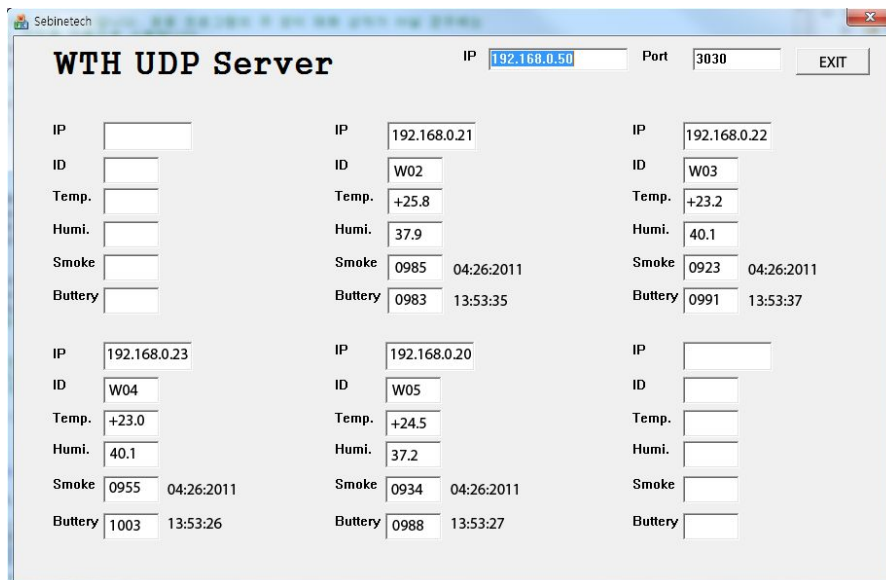 Sebinetech
WTH UDP Server IP 192.168.0.50 Port 3030 EXIT
IP
ID
Temp.
Humi.
Smoke
Buttery
IP 192.168.0.21
ID W02
Temp. +25.8
Humi. 37.9
Smoke 0985 04:26:2011
Buttery 0983 13:53:35
IP 192.168.0.22
ID W03
Temp. +23.2
Humi. 40.1
Smoke 0923 04:26:2011
Buttery 0991 13:53:37
IP 192.168.0.23
ID W04
Temp. +23.0
Humi. 40.1
Smoke 0955 04:26:2011
Buttery 1003 13:53:26
IP 192.168.0.20
ID W05
Temp. +24.5
Humi. 37.2
Smoke 0934 04:26:2011
Buttery 0988 13:53:27
IP
ID
Temp.
Humi.
Smoke
Buttery